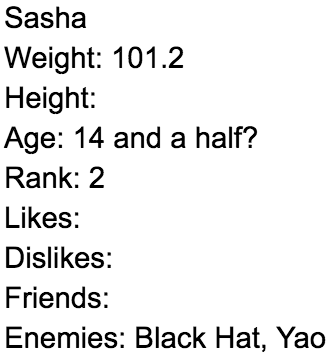 Sasha
Weight: 101.2
Height:
Age: 14 and a half?
Rank: 2
Likes:
Dislikes:
Friends:
Enemies: Black Hat, Yao